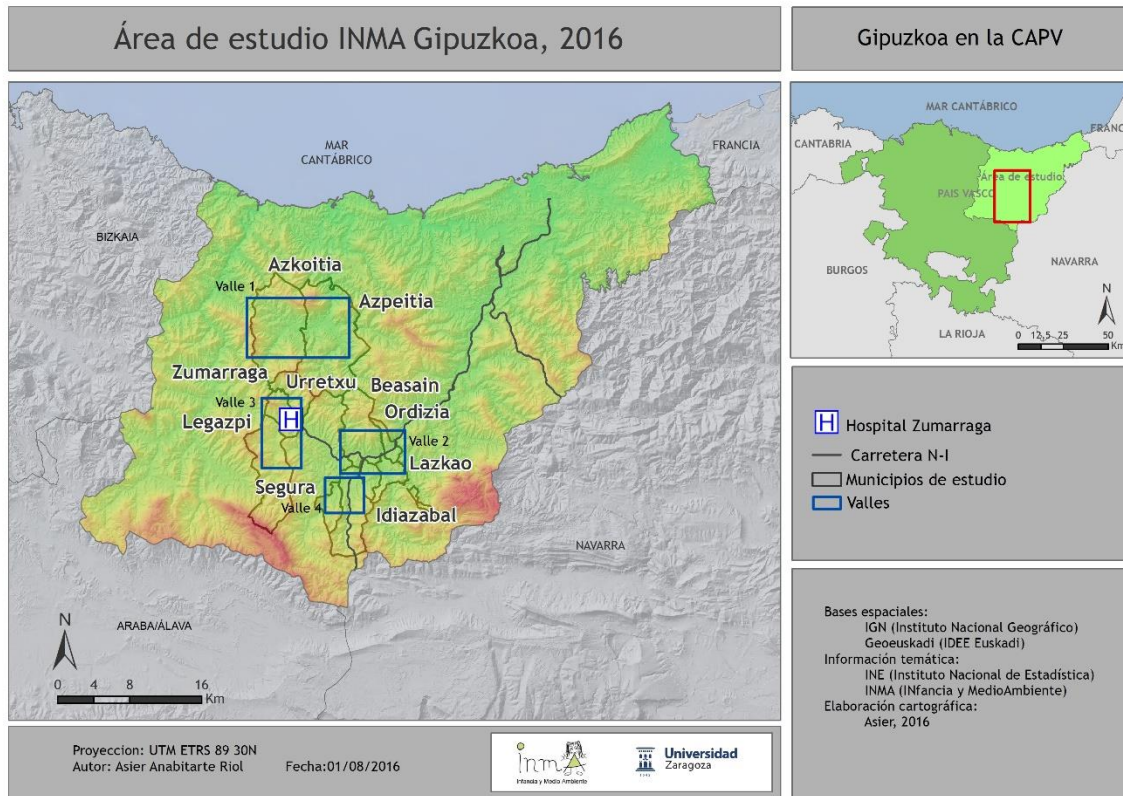 Área de estudio INMA Gipuzkoa, 2016
Gipuzkoa en la CAPV
MAR
CANTÁBRICO
FRANCIA
BIZKAIA
Azkoitia
Valle 1
Azpeitia
Zumarraga
Urretxu
Beasain
Valle 3
Ordizia
Legazpi
H
Valle 2
Lazkao
Segura
Valle 4
Idiazabal
NAVARRA
ARABA/ÁLAVA
N
0 4 8 16
Km
MAR CANTÁBRICO
CANTABRIA
FRANC
Área de estudio
PAIS VASCO
BURGOS
NAVARRA
LA RIOJA
N
0 12,5 25 50
Km
H Hospital Zumarraga
Carretera N-I
Municipios de estudio
Valles
Bases espaciales:
IGN (Instituto Nacional Geográfico)
Geoeuskadi (IDEE Euskadi)
Información temática:
INE (Instituto Nacional de Estadística)
INMA (INfancia y MedioAmbiente)
Elaboración cartográfica:
Asier, 2016
Proyeccion: UTM ETRS 89 30N
Autor: Asier Anabitarte Riol Fecha:01/08/2016
inma
Infancia y Medio Ambiente
Universidad
Zaragoza